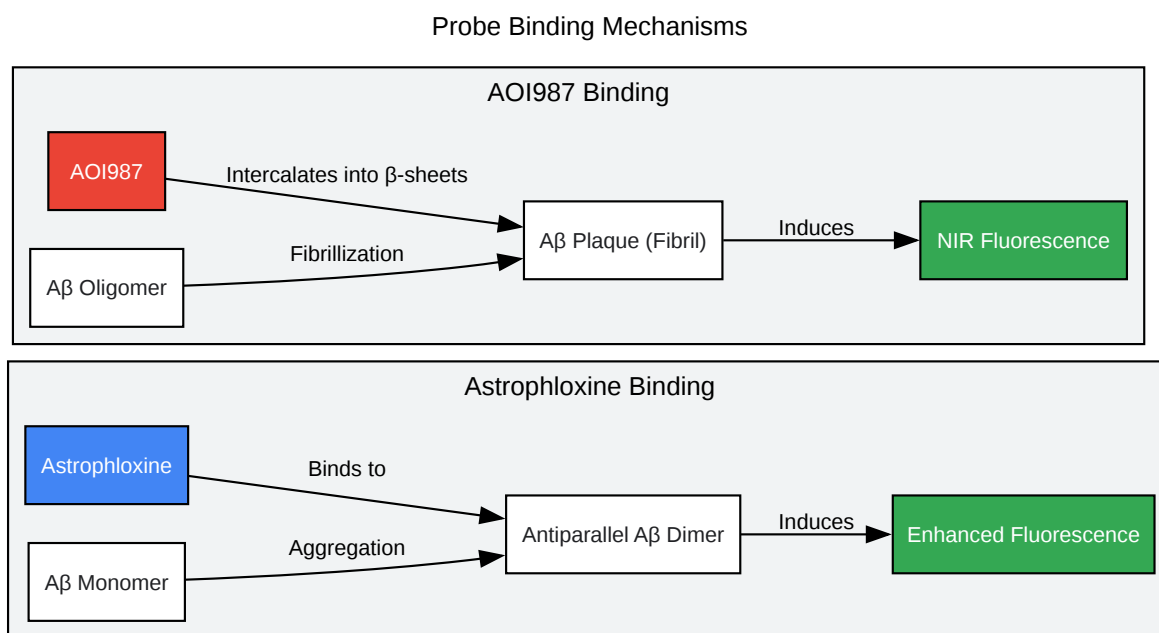 Probe Binding Mechanisms
AOI987 Binding
AOI987
Intercalates into β-sheets
Aβ Oligomer
Fibrillization
Aβ Plaque (Fibril)
Induces
NIR Fluorescence
Astrophloxine Binding
Astrophloxine
Binds to
Aβ Monomer
Aggregation
Antiparallel Aβ Dimer
Induces
Enhanced Fluorescence